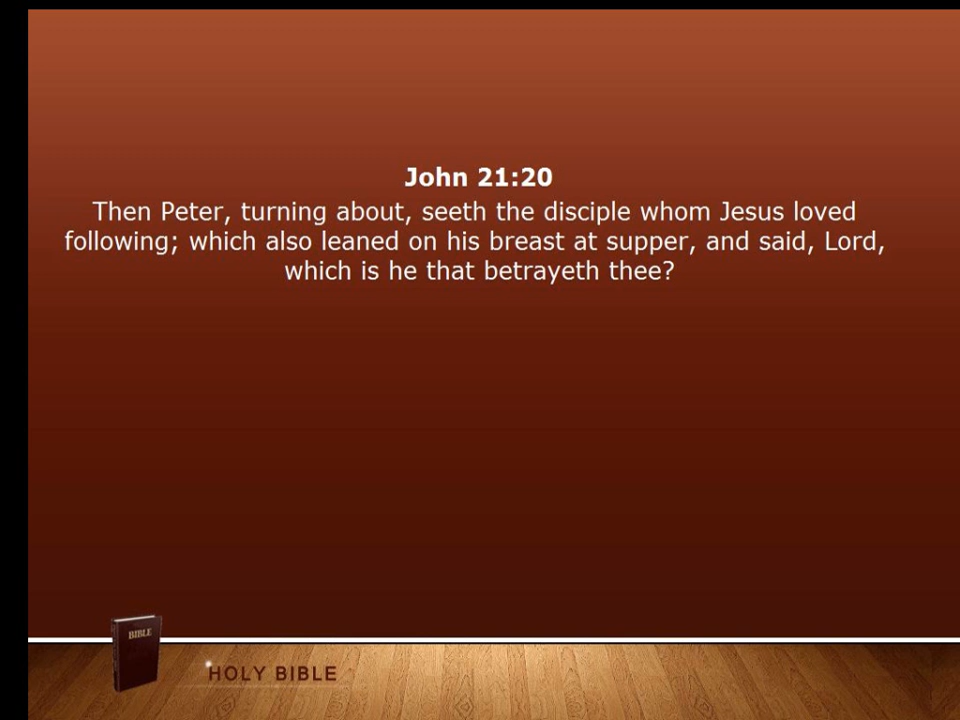 John 21:20
Then Peter, turning about, seeth the disciple whom Jesus loved
following; which also leaned on his breast at supper, and said, Lord,
which is he that betrayeth thee?
BIBLE
HOLY BIBLE